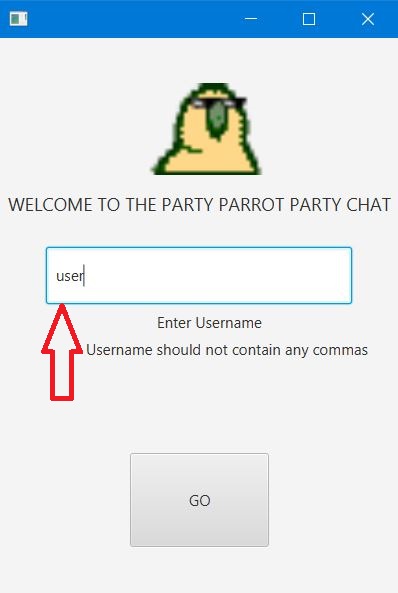 WELCOME TO THE PARTY PARROT PARTY CHAT
user
Enter Username
Username should not contain any commas
GO